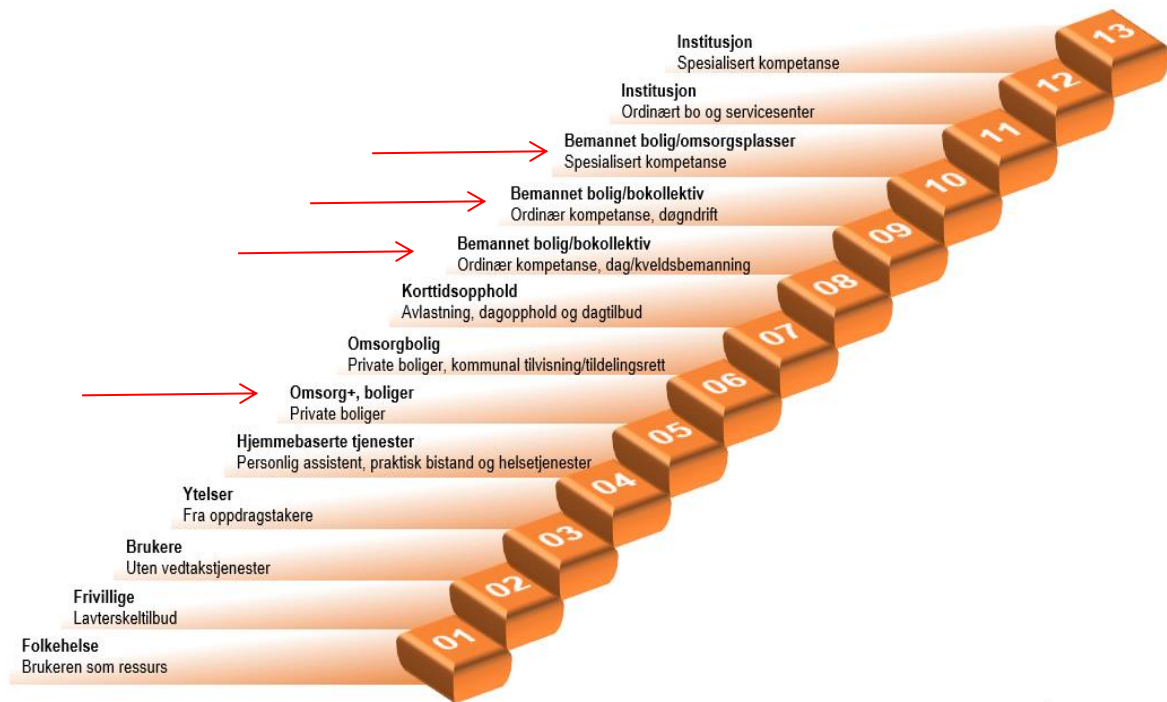 Institusjon
Spesialisert kompetanse
13
Institusjon
Ordinært bo og servicesenter
12
Bemannet bolig/omsorgsplasser
Spesialisert kompetanse
11
Bemannet bolig/bokollektiv
Ordinær kompetanse, døgndrift
10
Bemannet bolig/bokollektiv
Ordinær kompetanse, dag/kveldsbemanning
09
Korttidsopphold
Avlastning, dagopphold og dagtilbud
08
Omsorgbolig
Private boliger, kommunal tilvisning/tildelingsrett
07
Omsorg+, boliger
Private boliger
06
Hjemmebaserte tjenester
Personlig assistent, praktisk bistand og helsetjenester
05
Ytelser
Fra oppdragstakere
04
Brukere
Uten vedtakstjenester
03
Frivillige
Lavterskeltilbud
02
Folkehelse
Brukeren som ressurs
01